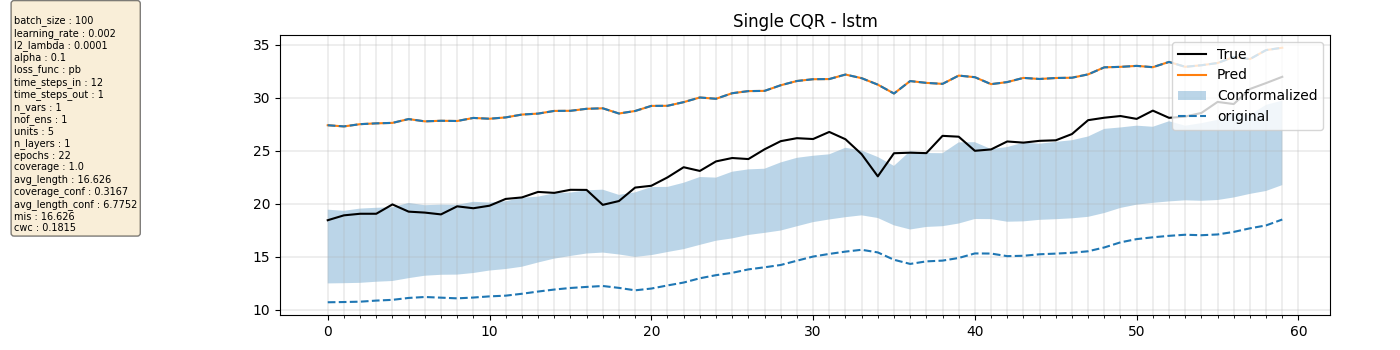 batch_size : 100
learning_rate : 0.002
l2_lambda : 0.0001
alpha : 0.1
loss_func : pb
time_steps_in : 12
time_steps_out : 1
n_vars : 1
nof_ens : 1
units : 5
n_layers : 1
epochs : 22
coverage : 1.0
avg_length : 16.626
coverage_conf : 0.3167
avg_length_conf : 6.7752
mis : 16.626
cwc : 0.1815
Single CQR - lstm
35
30
25
20
15
10
True
Pred
Conformalized
original
0 10 20 30 40 50 60